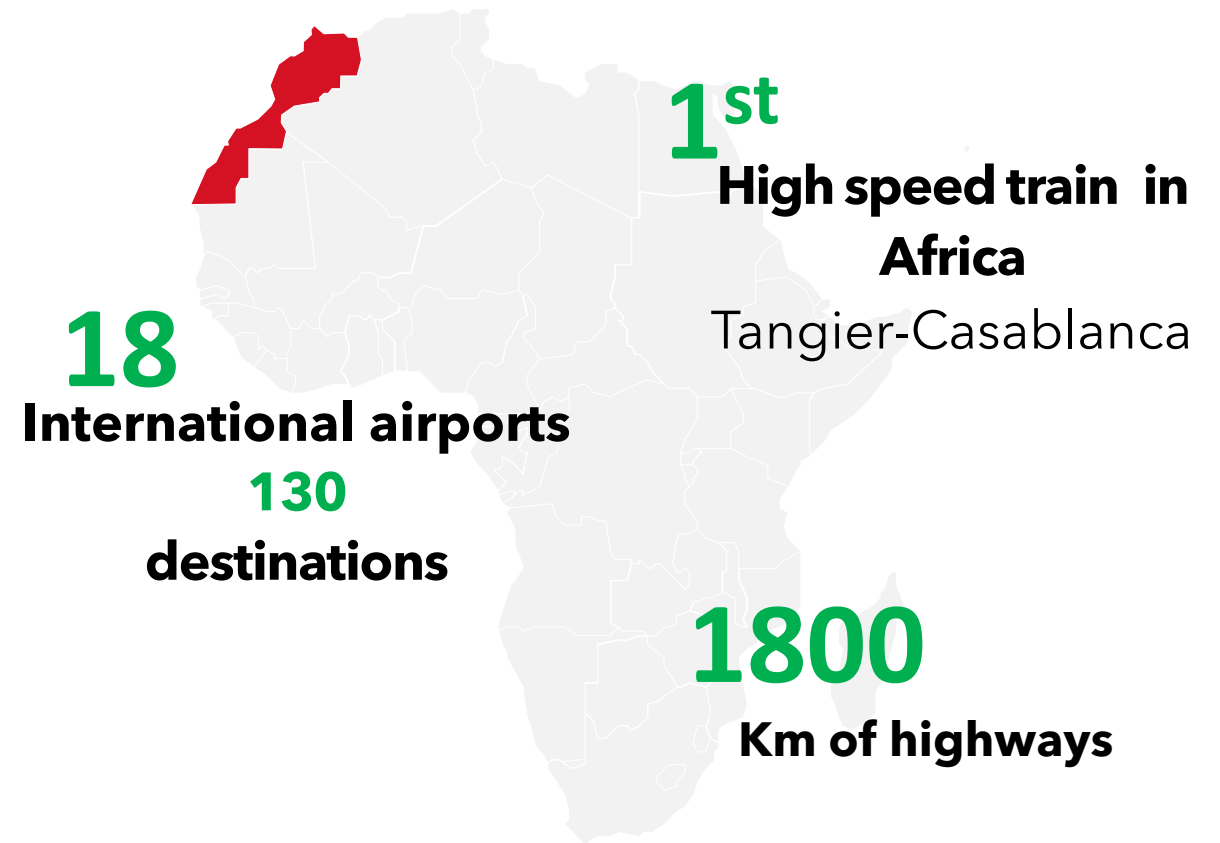 1st
High speed train in
Africa
Tangier-Casablanca
18
International airports
130
destinations
1800
Km of highways